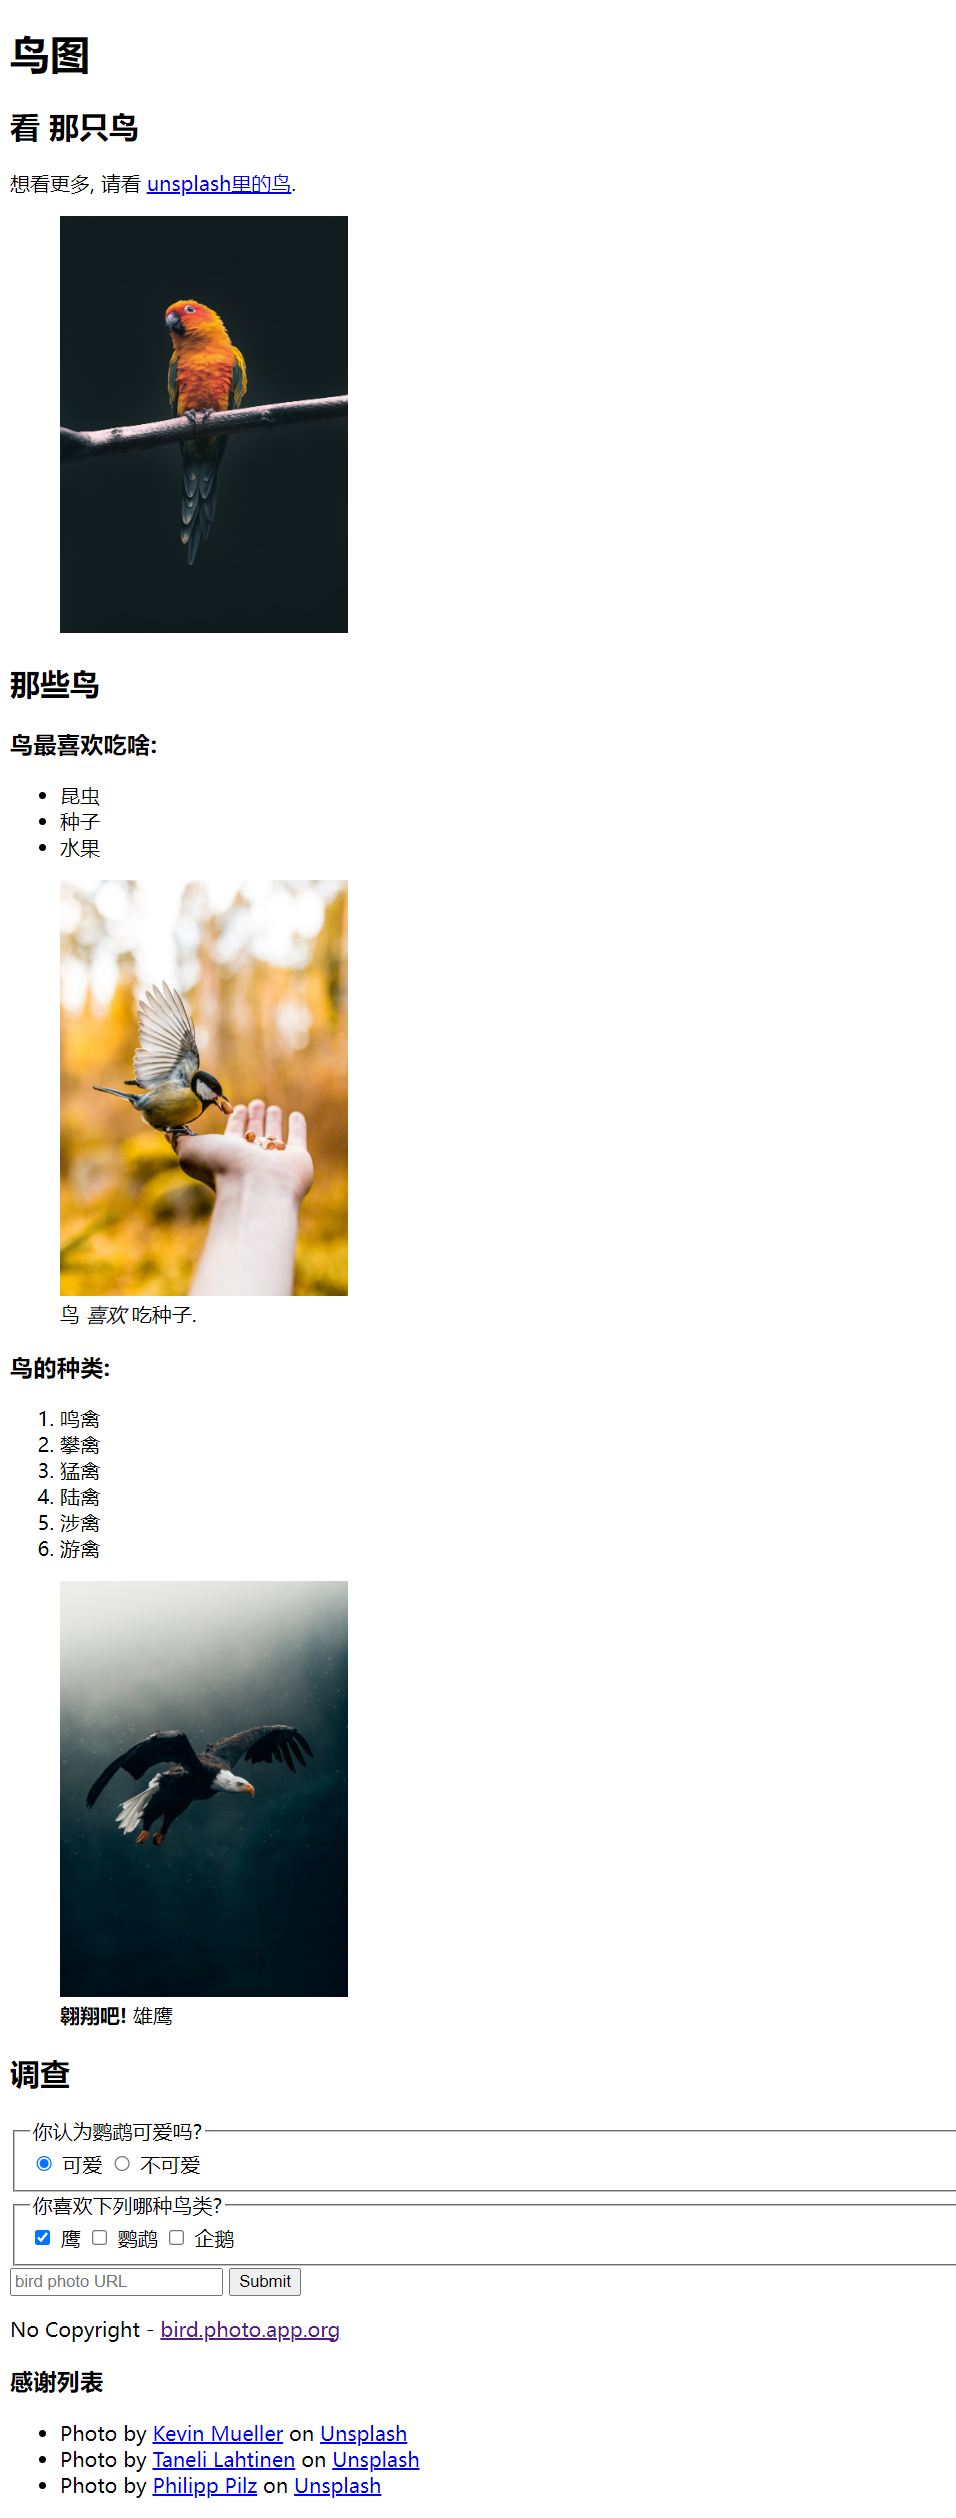 鸟图
看 那只鸟
想看更多, 请看 unsplash里的鸟.
那些鸟
鸟最喜欢吃啥:
昆虫
种子
水果
鸟 喜欢 吃种子.
鸟的种类:
1. 鸣禽
2. 攀禽
3. 猛禽
4. 陆禽
5. 涉禽
6. 游禽
翱翔吧! 雄鹰
调查
你认为鹦鹉可爱吗?
可爱 不可爱
你喜欢下列哪种鸟类?
鹰 鹦鹉 企鹅
bird photo URL Submit
No Copyright - bird.photo.app.org
感谢列表
Photo by Kevin Mueller on Unsplash
Photo by Taneli Lahtinen on Unsplash
Photo by Philipp Pilz on Unsplash